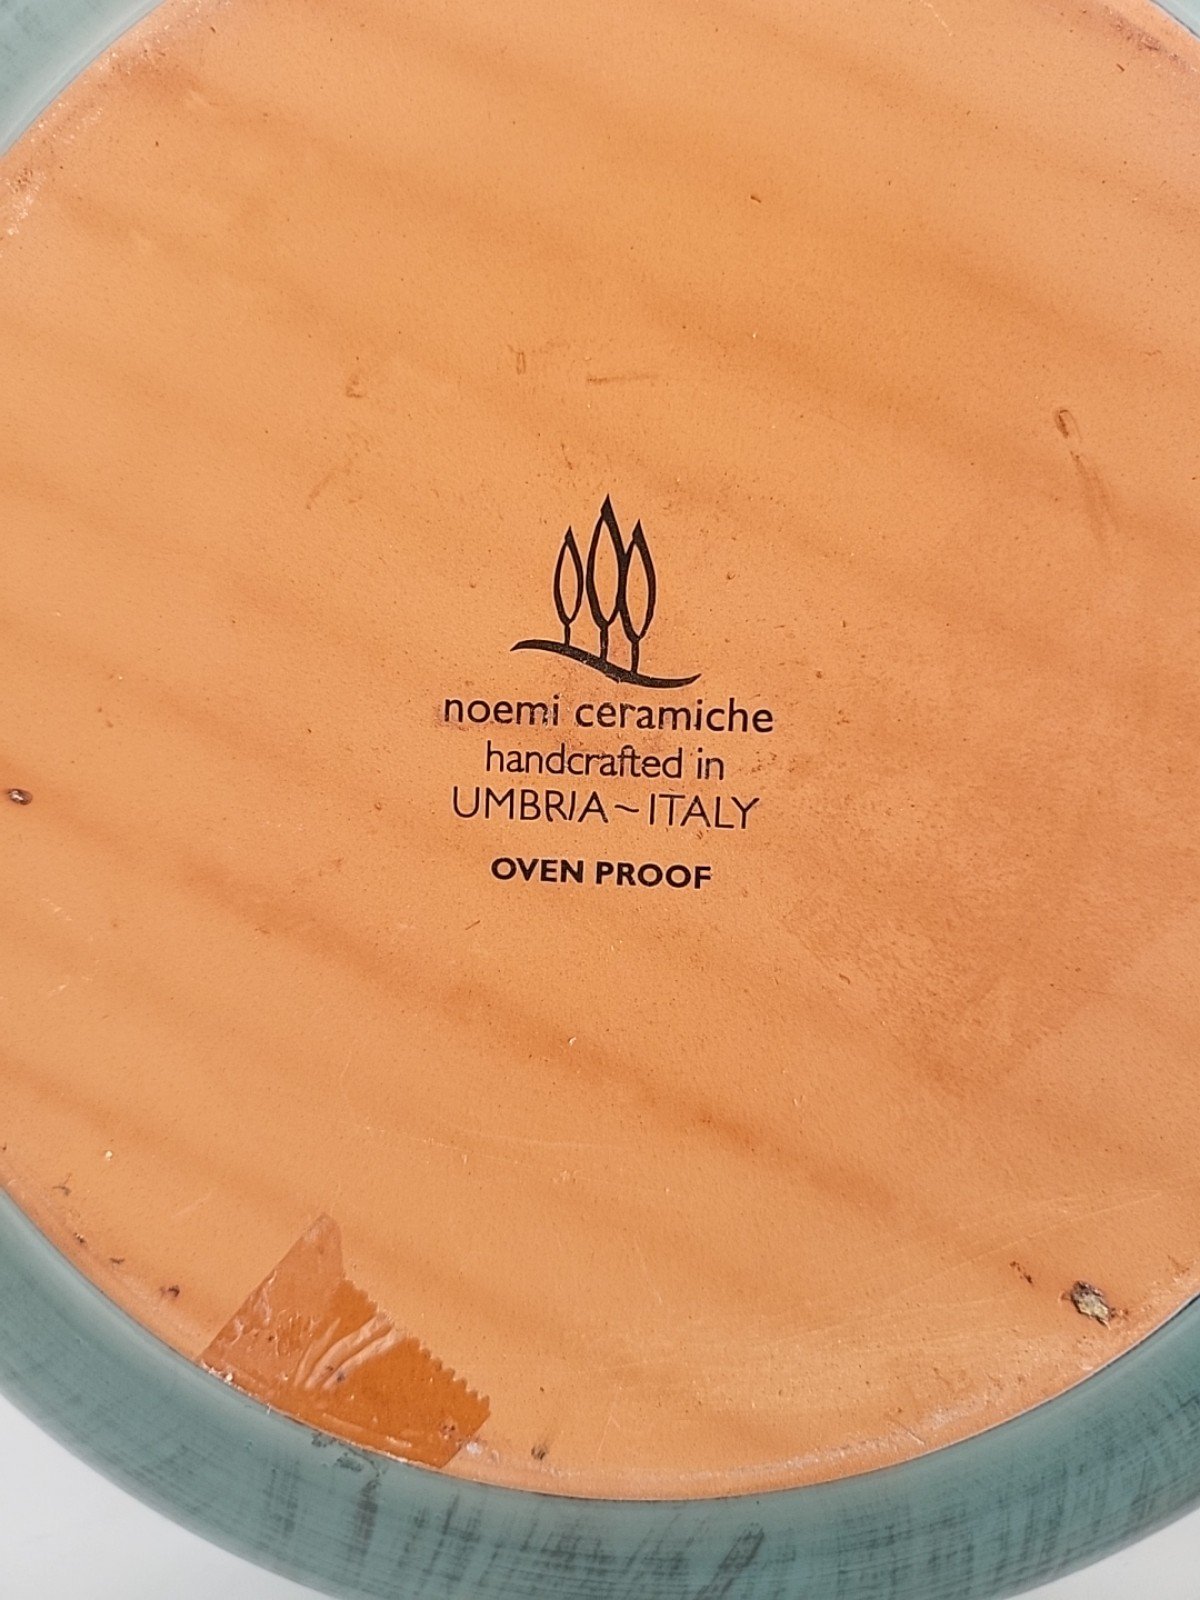 noemi ceramiche
handcrafted in
UMBRIA~ITALY
OVEN PROOF